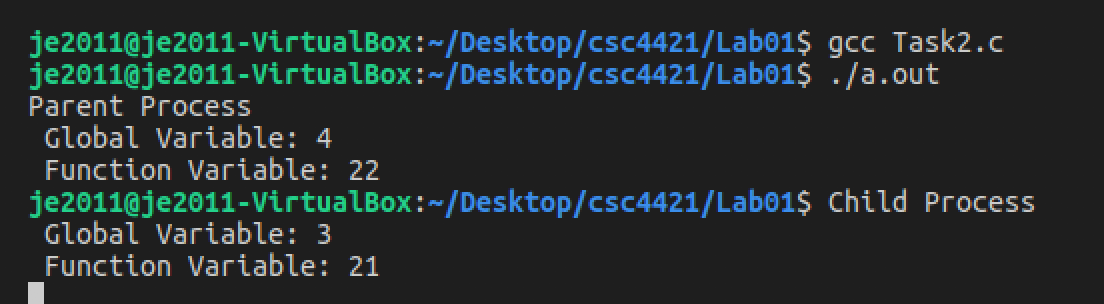 je2011@je2011-VirtualBox:~/Desktop/csc4421/Lab01$ gcc Task2.c
je2011@je2011-VirtualBox:~/Desktop/csc4421/Lab01$ ./a.out
Parent Process
 Global Variable: 4
 Function Variable: 22
je2011@je2011-VirtualBox:~/Desktop/csc4421/Lab01$ Child Process
 Global Variable: 3
 Function Variable: 21